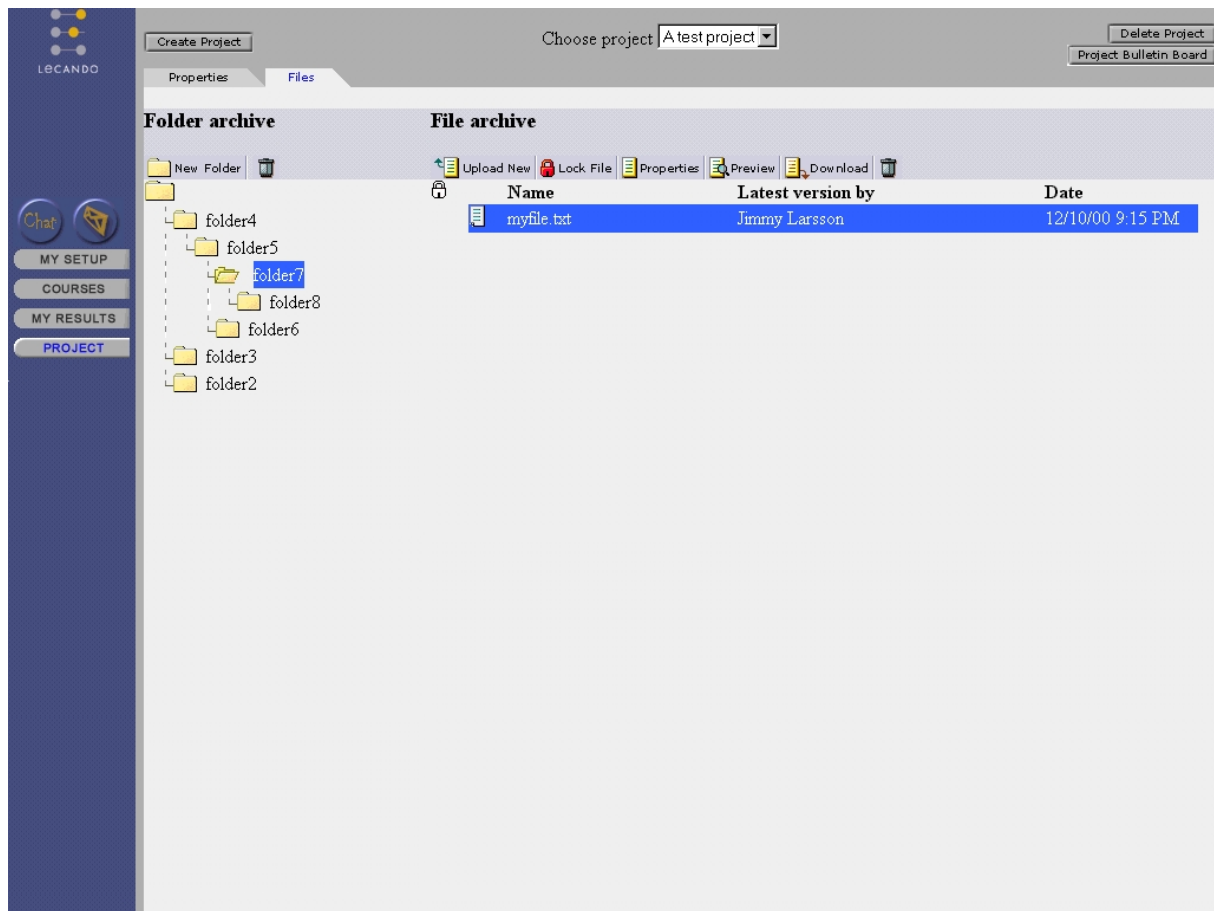 LECANDO
Create Project
Choose project A test project
Delete Project
Project Bulletin Board
Properties
Files
Folder archive
File archive
New Folder
Upload New
Lock File
Properties
Preview
Download
Name
Latest version by
Date
myfile.txt
Jimmy Larsson
12/10/00 9:15 PM
folder4
folder5
folder7
folder8
folder6
folder3
folder2
Chat
MY SETUP
COURSES
MY RESULTS
PROJECT